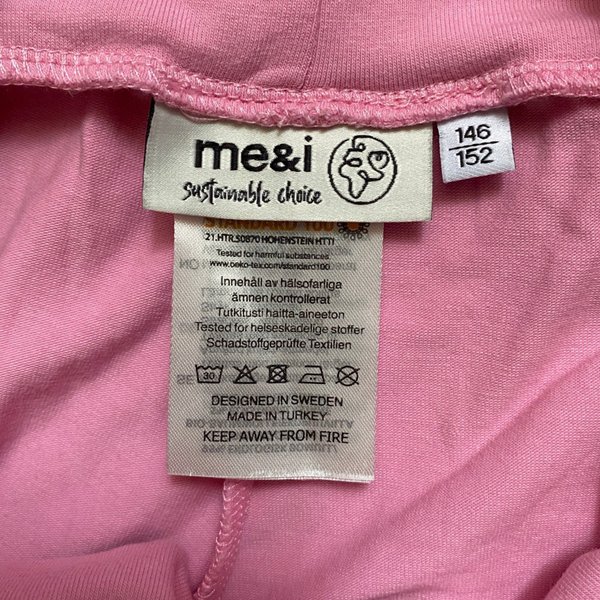 me&i
sustainable choice
146
152
STANDARD 100
21.HTR.50870 HOHENSTEIN HTTI
Tested for harmful substances
www.oeko-tex.com/standard100
Innehåll av hälsofarliga
ämnen kontrollerat
Tutkitusti haitta-aineeton
Tested for helseskadelige stoffer
Schadstoffgeprüfte Textilien
30
DESIGNED IN SWEDEN
MADE IN TURKEY
KEEP AWAY FROM FIRE